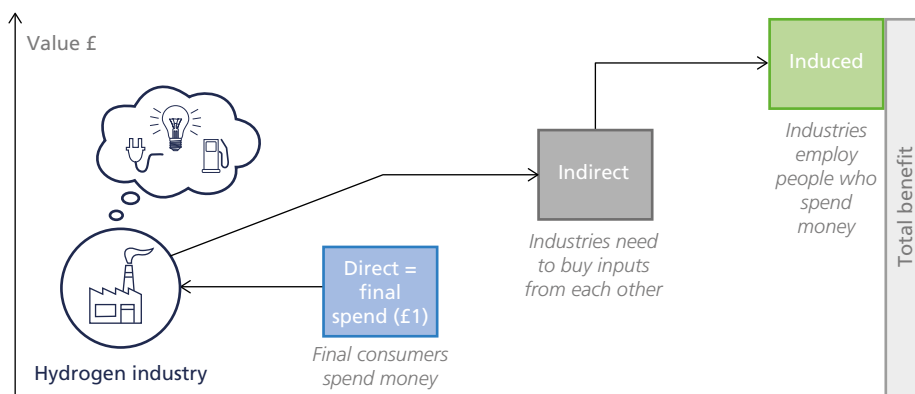 Value £
Induced
Industries
employ
people who
spend
money
Total benefit
Indirect
Industries need
to buy inputs
from each other
Direct =
final
spend (£1)
Final consumers
spend money
Hydrogen industry